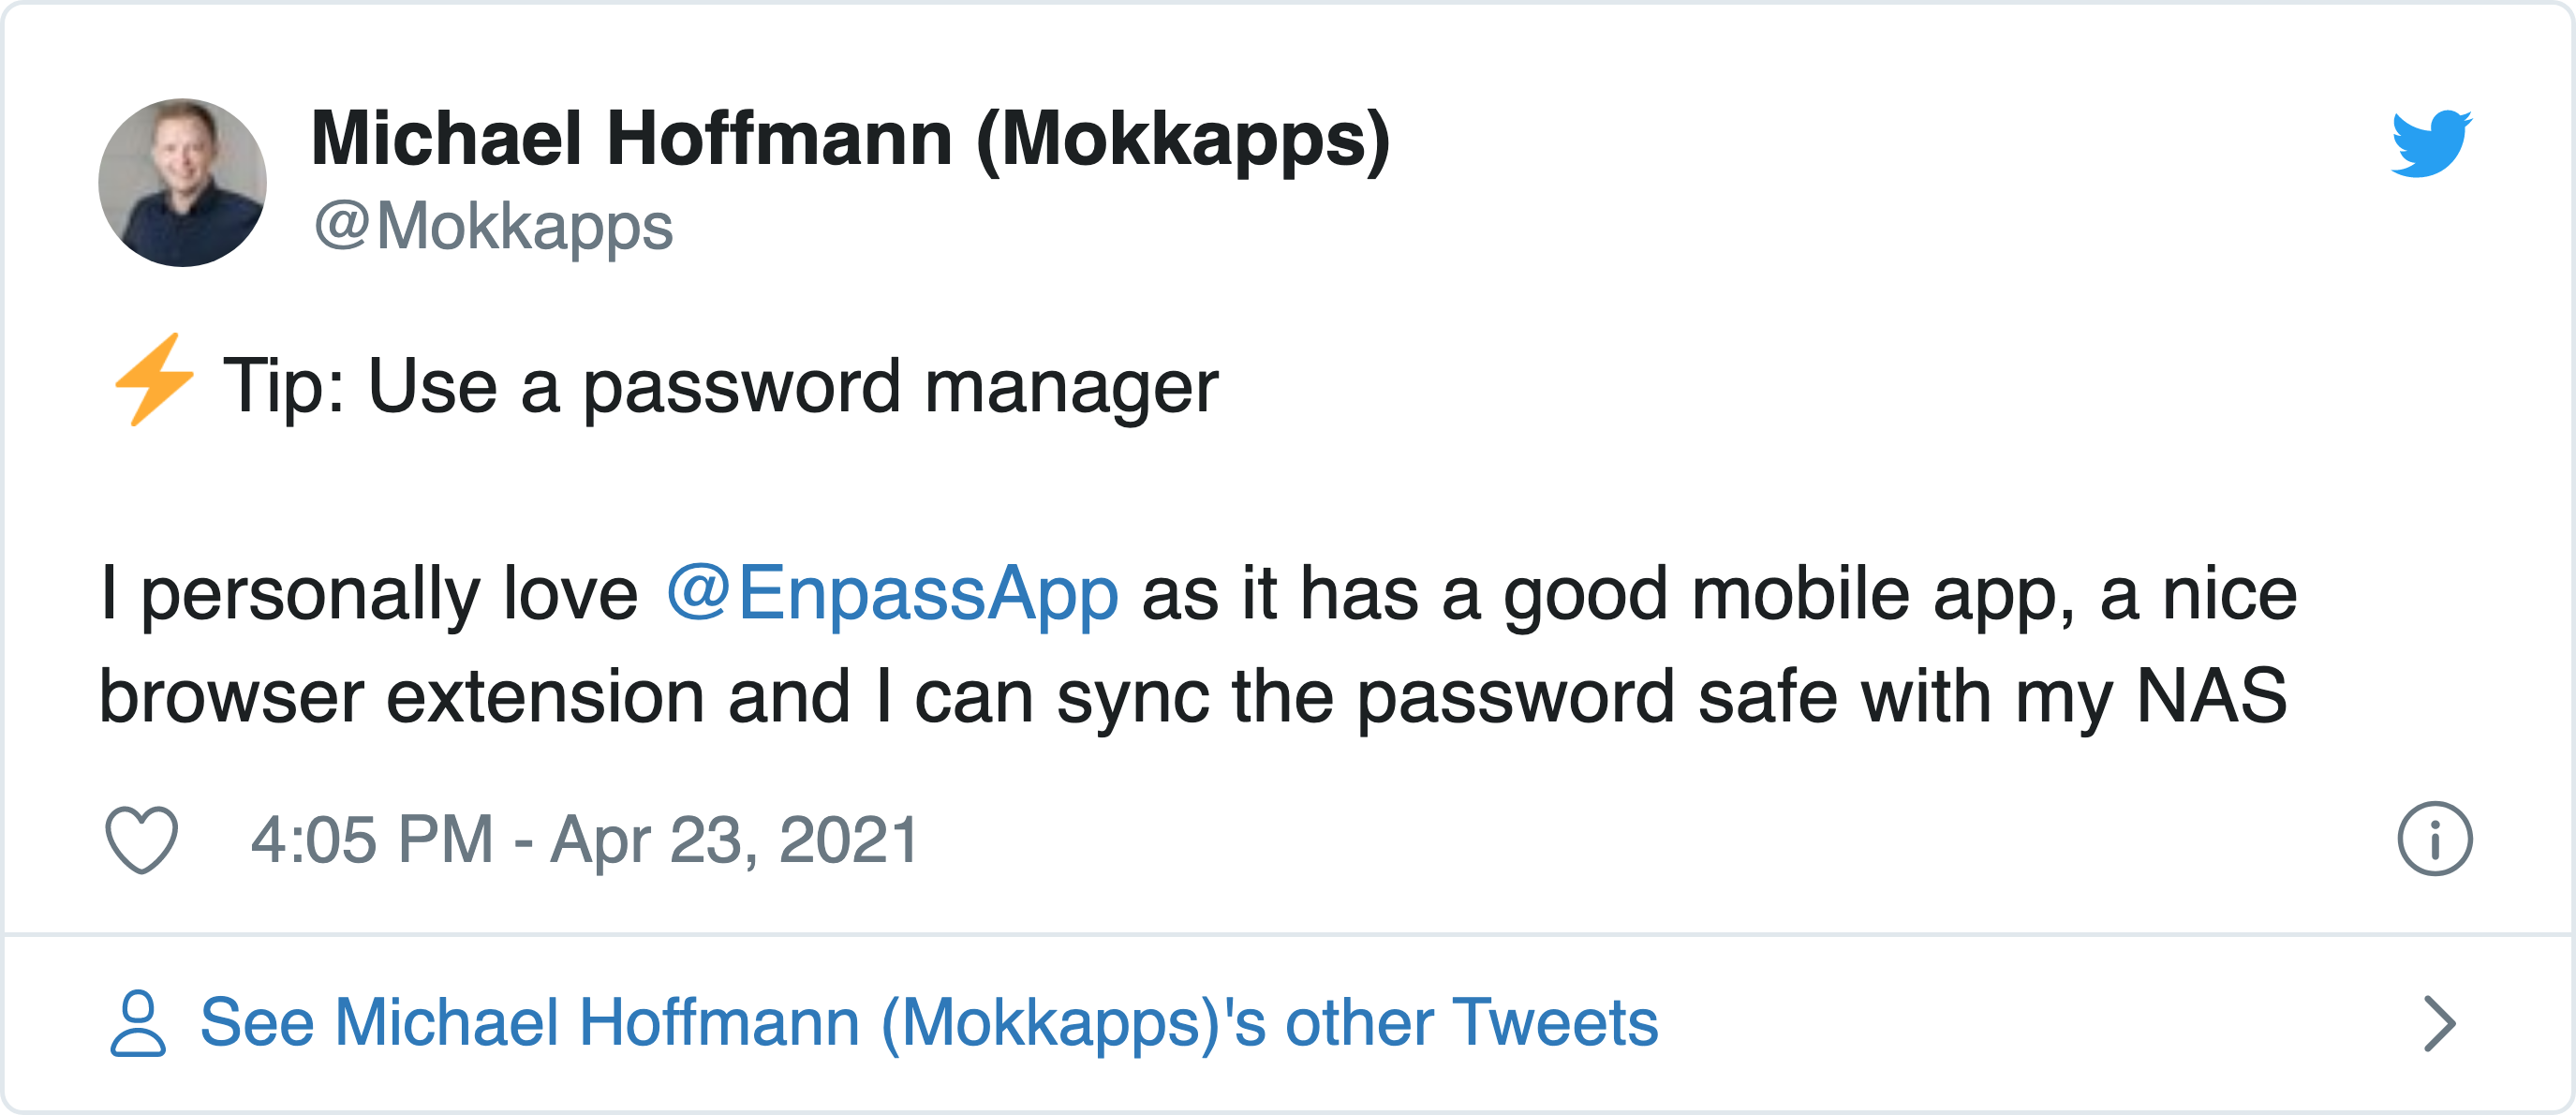 Michael Hoffmann (Mokkapps)
@Mokkapps
⚡ Tip: Use a password manager
I personally love @EnpassApp as it has a good mobile app, a nice
browser extension and I can sync the password safe with my NAS
4:05 PM - Apr 23, 2021
See Michael Hoffmann (Mokkapps)'s other Tweets